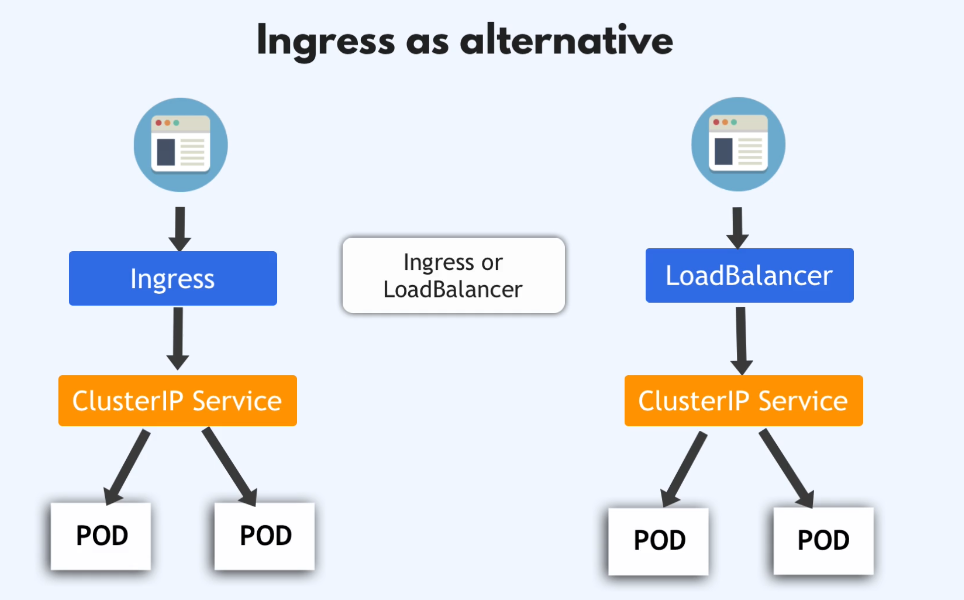 Ingress as alternative
Ingress
Ingress or
LoadBalancer
LoadBalancer
ClusterIP Service
ClusterIP Service
POD
POD
POD
POD